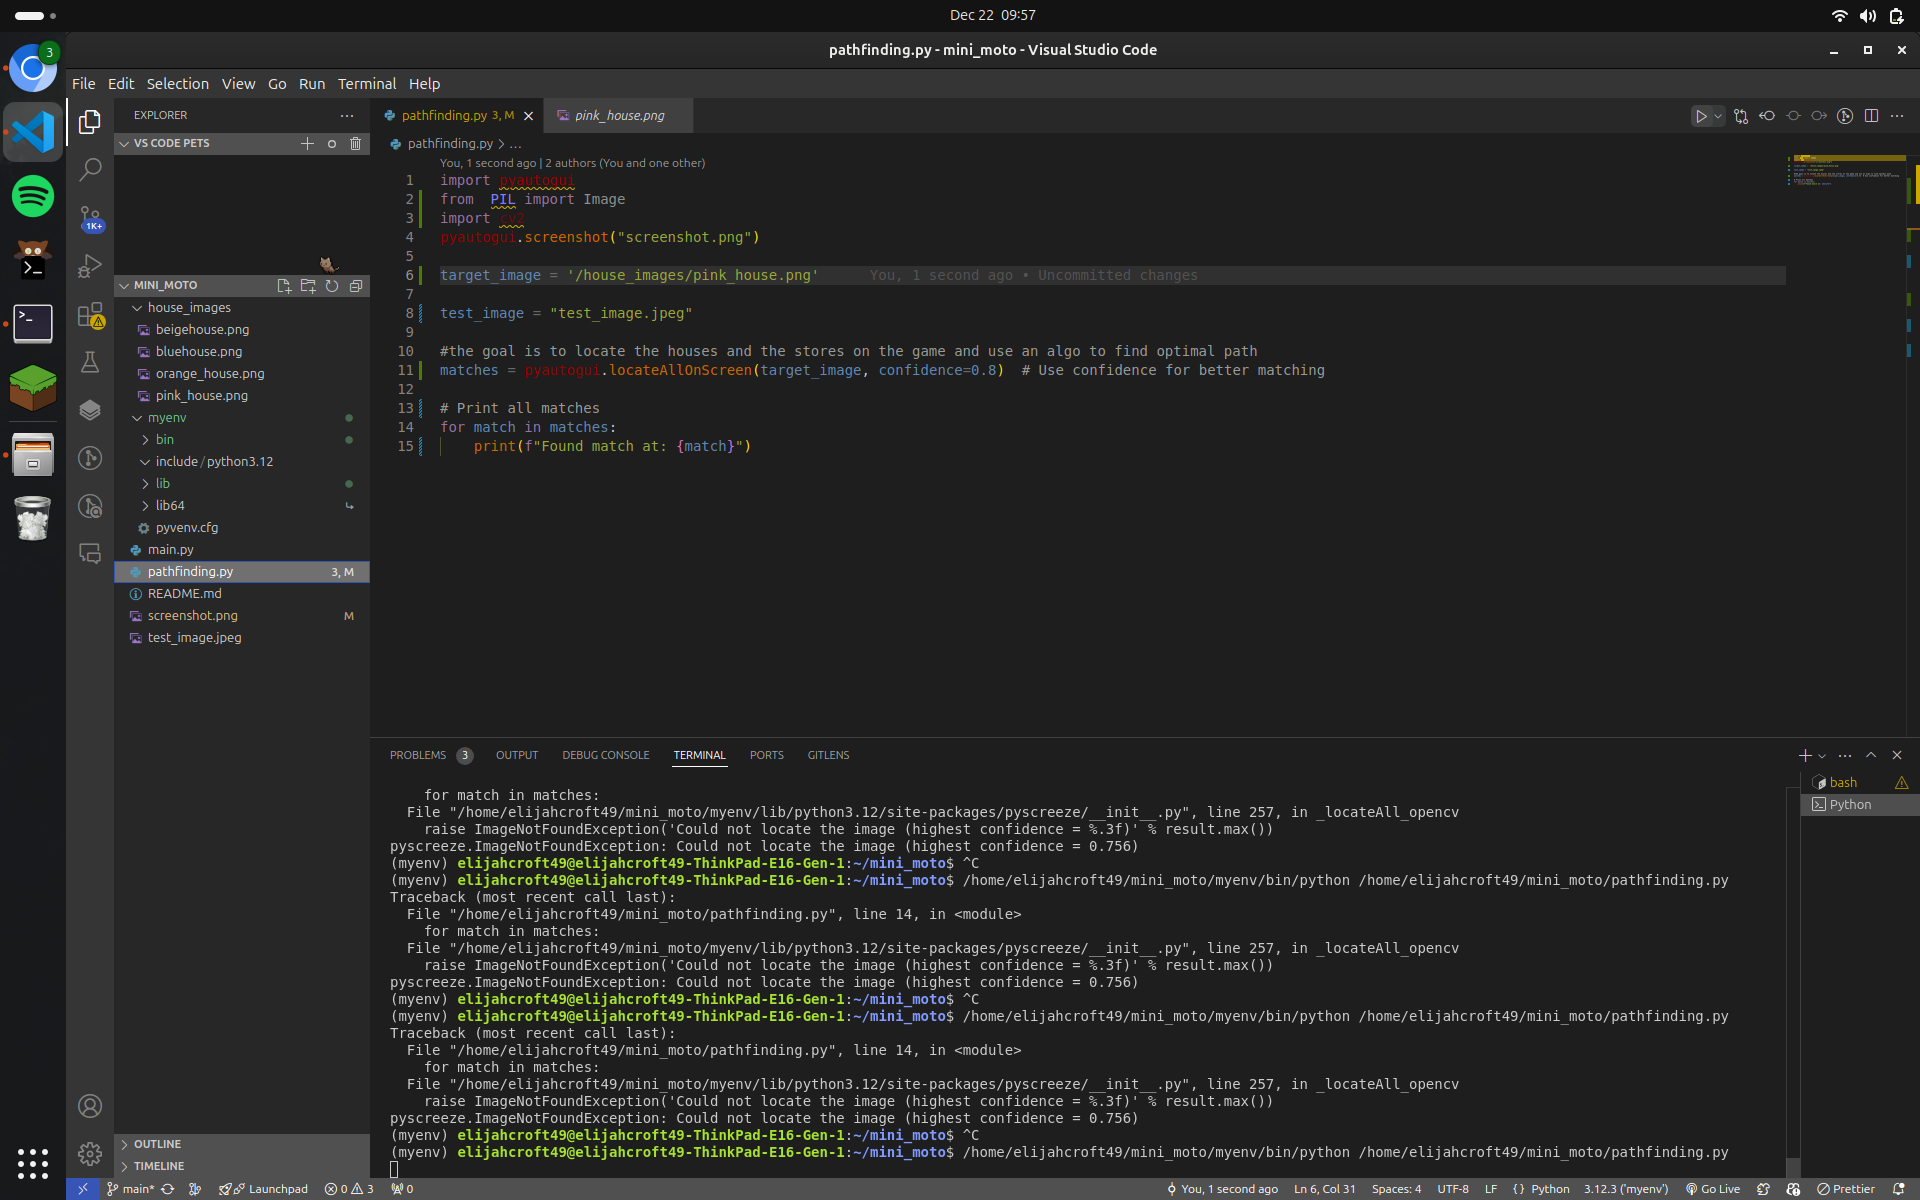 Dec 22 09:57
3
pathfinding.py - mini_moto - Visual Studio Code
File Edit Selection View Go Run Terminal Help
EXPLORER
VS CODE PETS
1K+
MINI_MOTO
house_images
beigehouse.png
bluehouse.png
orange_house.png
pink_house.png
myenv
bin
include / python3.12
lib
lib64
pyvenv.cfg
main.py
pathfinding.py 3, M
README.md
screenshot.png M
test_image.jpeg
OUTLINE
TIMELINE
pathfinding.py 3, M
pink_house.png
pathfinding.py > ...
You, 1 second ago | 2 authors (You and one other)
1 import pyautogui
2 from  PIL import Image
3 import cv2
4 pyautogui.screenshot("screenshot.png")
5
6 target_image = '/house_images/pink_house.png' You, 1 second ago • Uncommitted changes
7
8 test_image = "test_image.jpeg"
9
10 #the goal is to locate the houses and the stores on the game and use an algo to find optimal path
11 matches = pyautogui.locateAllOnScreen(target_image, confidence=0.8)  # Use confidence for better matching
12
13 # Print all matches
14 for match in matches:
15     print(f"Found match at: {match}")
PROBLEMS 3 OUTPUT DEBUG CONSOLE TERMINAL PORTS GITLENS
bash
Python
    for match in matches:
  File "/home/elijahcroft49/mini_moto/myenv/lib/python3.12/site-packages/pyscreeze/__init__.py", line 257, in _locateAll_opencv
    raise ImageNotFoundException('Could not locate the image (highest confidence = %.3f)' % result.max())
pyscreeze.ImageNotFoundException: Could not locate the image (highest confidence = 0.756)
(myenv) elijahcroft49@elijahcroft49-ThinkPad-E16-Gen-1:~/mini_moto$ ^C
(myenv) elijahcroft49@elijahcroft49-ThinkPad-E16-Gen-1:~/mini_moto$ /home/elijahcroft49/mini_moto/myenv/bin/python /home/elijahcroft49/mini_moto/pathfinding.py
Traceback (most recent call last):
  File "/home/elijahcroft49/mini_moto/pathfinding.py", line 14, in <module>
    for match in matches:
  File "/home/elijahcroft49/mini_moto/myenv/lib/python3.12/site-packages/pyscreeze/__init__.py", line 257, in _locateAll_opencv
    raise ImageNotFoundException('Could not locate the image (highest confidence = %.3f)' % result.max())
pyscreeze.ImageNotFoundException: Could not locate the image (highest confidence = 0.756)
(myenv) elijahcroft49@elijahcroft49-ThinkPad-E16-Gen-1:~/mini_moto$ ^C
(myenv) elijahcroft49@elijahcroft49-ThinkPad-E16-Gen-1:~/mini_moto$ /home/elijahcroft49/mini_moto/myenv/bin/python /home/elijahcroft49/mini_moto/pathfinding.py
Traceback (most recent call last):
  File "/home/elijahcroft49/mini_moto/pathfinding.py", line 14, in <module>
    for match in matches:
  File "/home/elijahcroft49/mini_moto/myenv/lib/python3.12/site-packages/pyscreeze/__init__.py", line 257, in _locateAll_opencv
    raise ImageNotFoundException('Could not locate the image (highest confidence = %.3f)' % result.max())
pyscreeze.ImageNotFoundException: Could not locate the image (highest confidence = 0.756)
(myenv) elijahcroft49@elijahcroft49-ThinkPad-E16-Gen-1:~/mini_moto$ ^C
(myenv) elijahcroft49@elijahcroft49-ThinkPad-E16-Gen-1:~/mini_moto$ /home/elijahcroft49/mini_moto/myenv/bin/python /home/elijahcroft49/mini_moto/pathfinding.py
main* Launchpad 0 3 0 You, 1 second ago Ln 6, Col 31 Spaces: 4 UTF-8 LF { } Python 3.12.3 ('myenv') Go Live Prettier